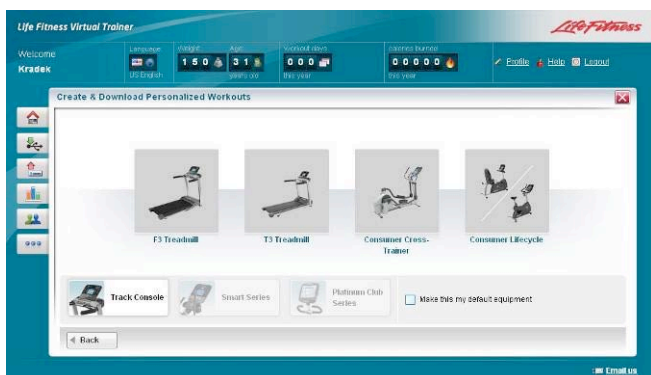 Life Fitness Virtual Trainer
LifeFitness
Welcome
Kradek
Language
US English
Weight
150
Age
31
years old
Workout days
000
this year
calories burned
00000
this year
Profile
Help
Logout
Create & Download Personalized Workouts
F3 Treadmill
T3 Treadmill
Consumer Cross-
Trainer
Consumer Lifecycle
Track Console
Smart Series
Platinum Club
Series
Make this my default equipment
Back
Email us